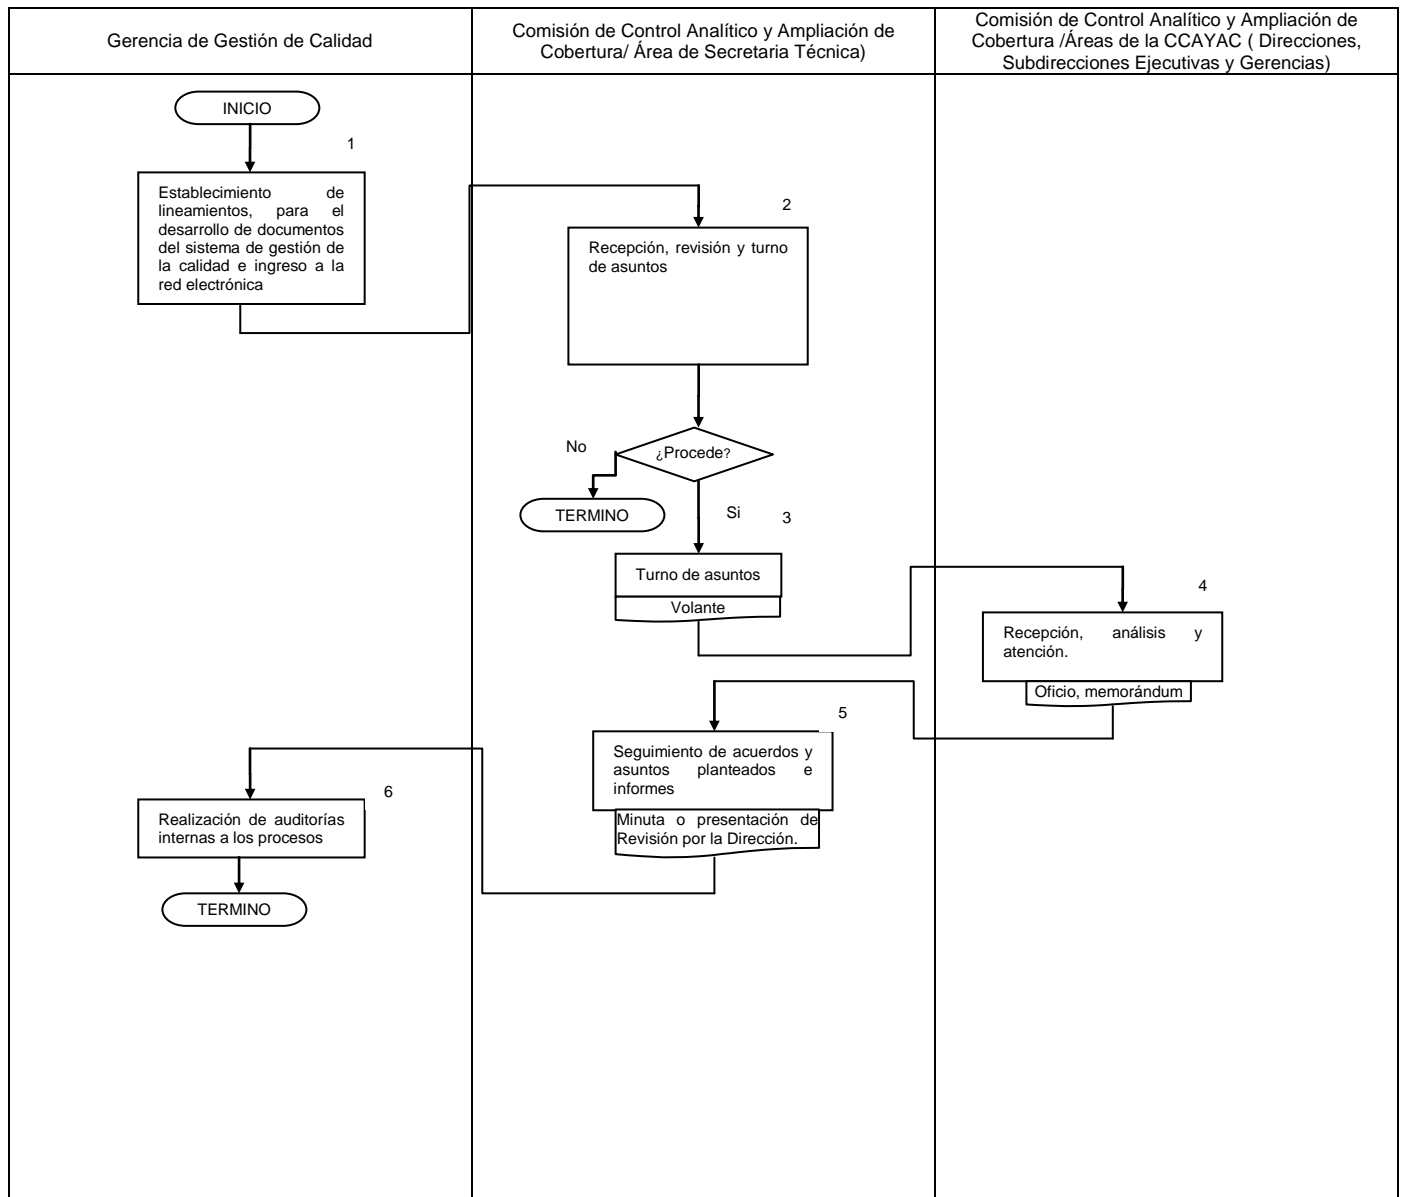 Gerencia de Gestión de Calidad
Comisión de Control Analítico y Ampliación de
Cobertura/ Área de Secretaria Técnica)
Comisión de Control Analítico y Ampliación de
Cobertura /Áreas de la CCAYAC ( Direcciones,
Subdirecciones Ejecutivas y Gerencias)
INICIO
1
Establecimiento de
lineamientos, para el
desarrollo de documentos
del sistema de gestión de
la calidad e ingreso a la
red electrónica
2
Recepción, revisión y turno
de asuntos
¿Procede?
No
TERMINO
Si
3
Turno de asuntos
Volante
4
Recepción, análisis y
atención.
Oficio, memorándum
5
Seguimiento de acuerdos y
asuntos planteados e
informes
Minuta o presentación de
Revisión por la Dirección.
6
Realización de auditorías
internas a los procesos
TERMINO